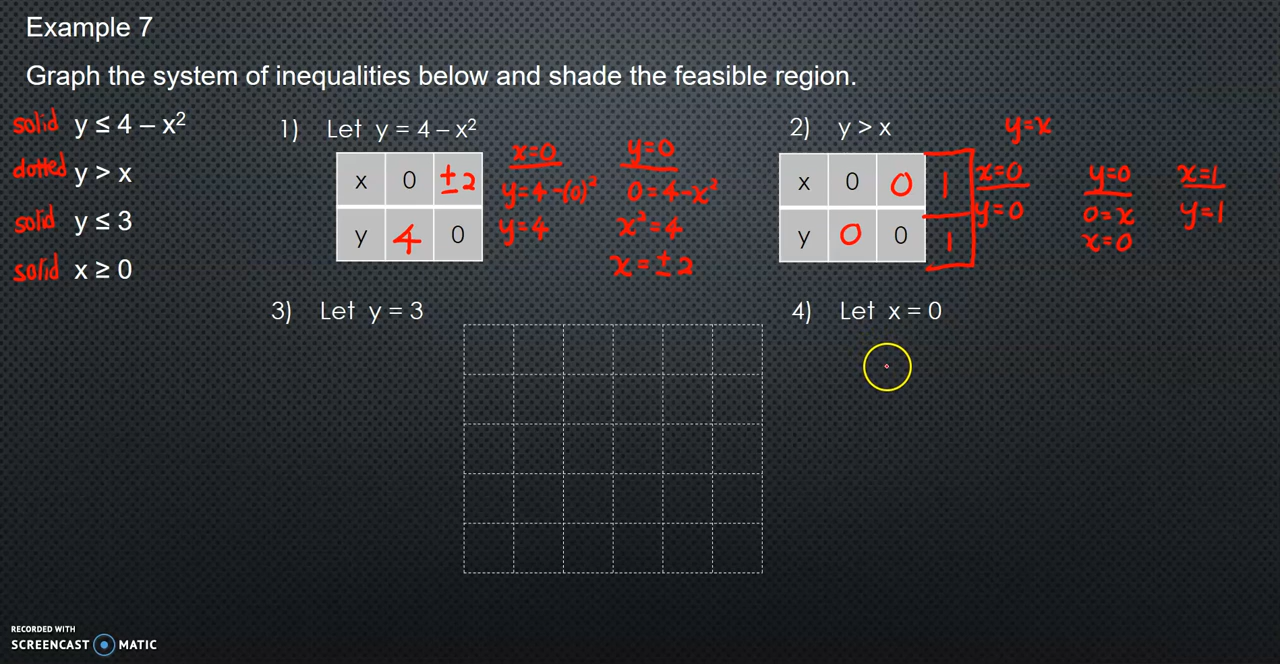 Example 7
Graph the system of inequalities below and shade the feasible region.
solid y ≤ 4 – x²
dotted y > x
solid y ≤ 3
solid x ≥ 0
1) Let y = 4 – x²
x 0 ±2
y 4 0
x=0
y=4-(0)²
y=4
y=0
0=4-x²
x²=4
x=±2
2) y > x
y=x
x 0 0 1
y 0 0 1
x=0
y=0
y=0
0=x
x=0
x=1
y=1
3) Let y = 3
4) Let x = 0
RECORDED WITH
SCREENCAST MATIC